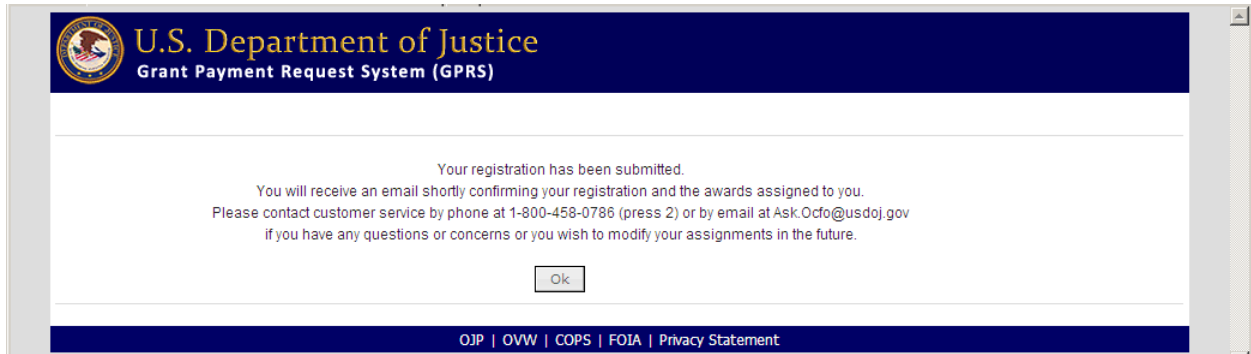 U.S. Department of Justice
Grant Payment Request System (GPRS)
Your registration has been submitted.
You will receive an email shortly confirming your registration and the awards assigned to you.
Please contact customer service by phone at 1-800-458-0786 (press 2) or by email at Ask.Ocfo@usdoj.gov
if you have any questions or concerns or you wish to modify your assignments in the future.
Ok
OJP | OVW | COPS | FOIA | Privacy Statement